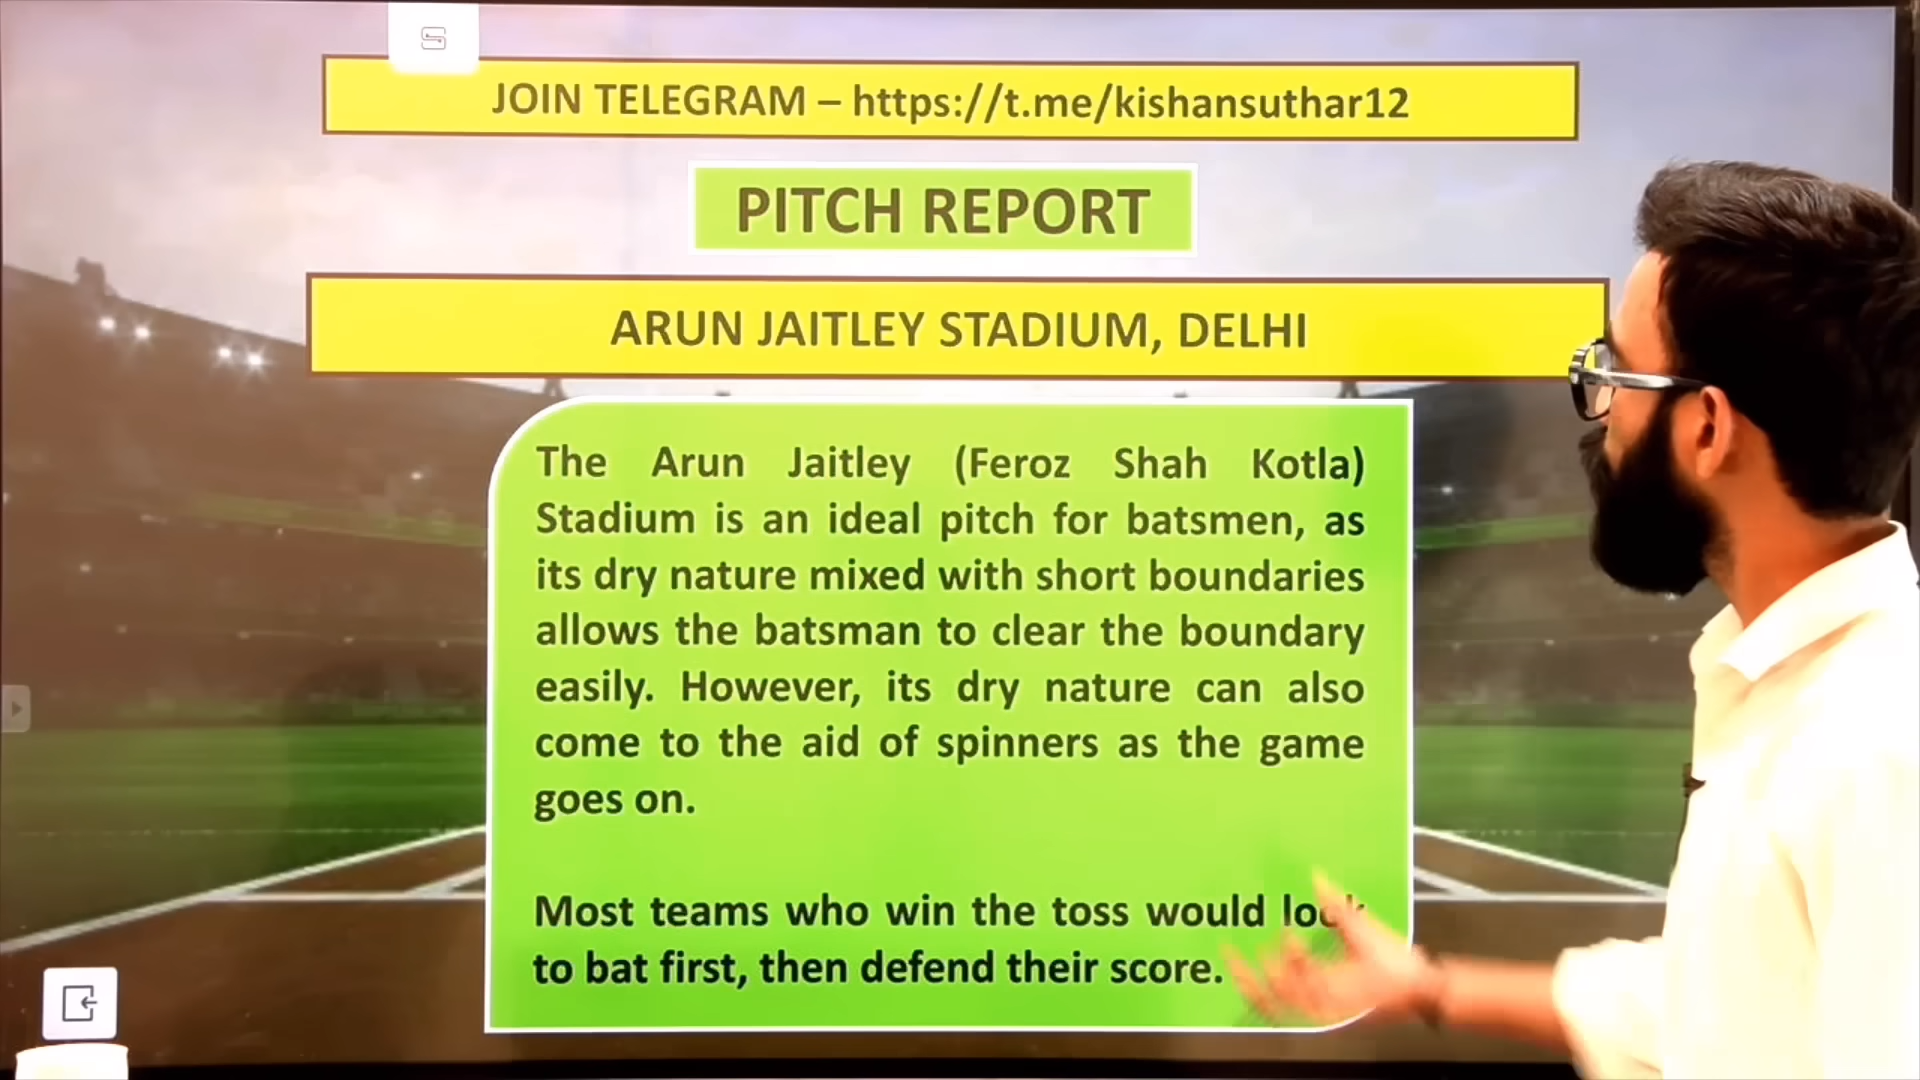 JOIN TELEGRAM – https://t.me/kishansuthar12
PITCH REPORT
ARUN JAITLEY STADIUM, DELHI
The Arun Jaitley (Feroz Shah Kotla)
Stadium is an ideal pitch for batsmen, as
its dry nature mixed with short boundaries
allows the batsman to clear the boundary
easily. However, its dry nature can also
come to the aid of spinners as the game
goes on.
Most teams who win the toss would look
to bat first, then defend their score.